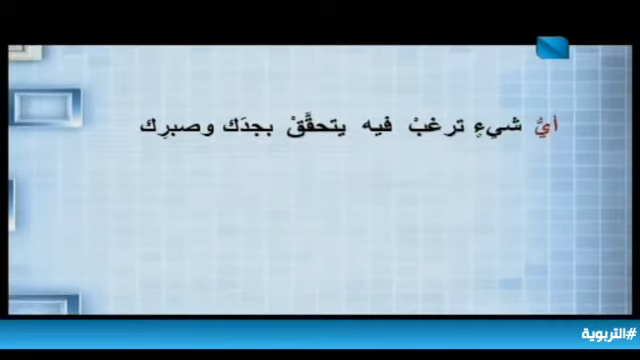 أيُّ شيءٍ ترغبْ فيه يتحقَّقْ بجدَك وصبرِك
#التربوية